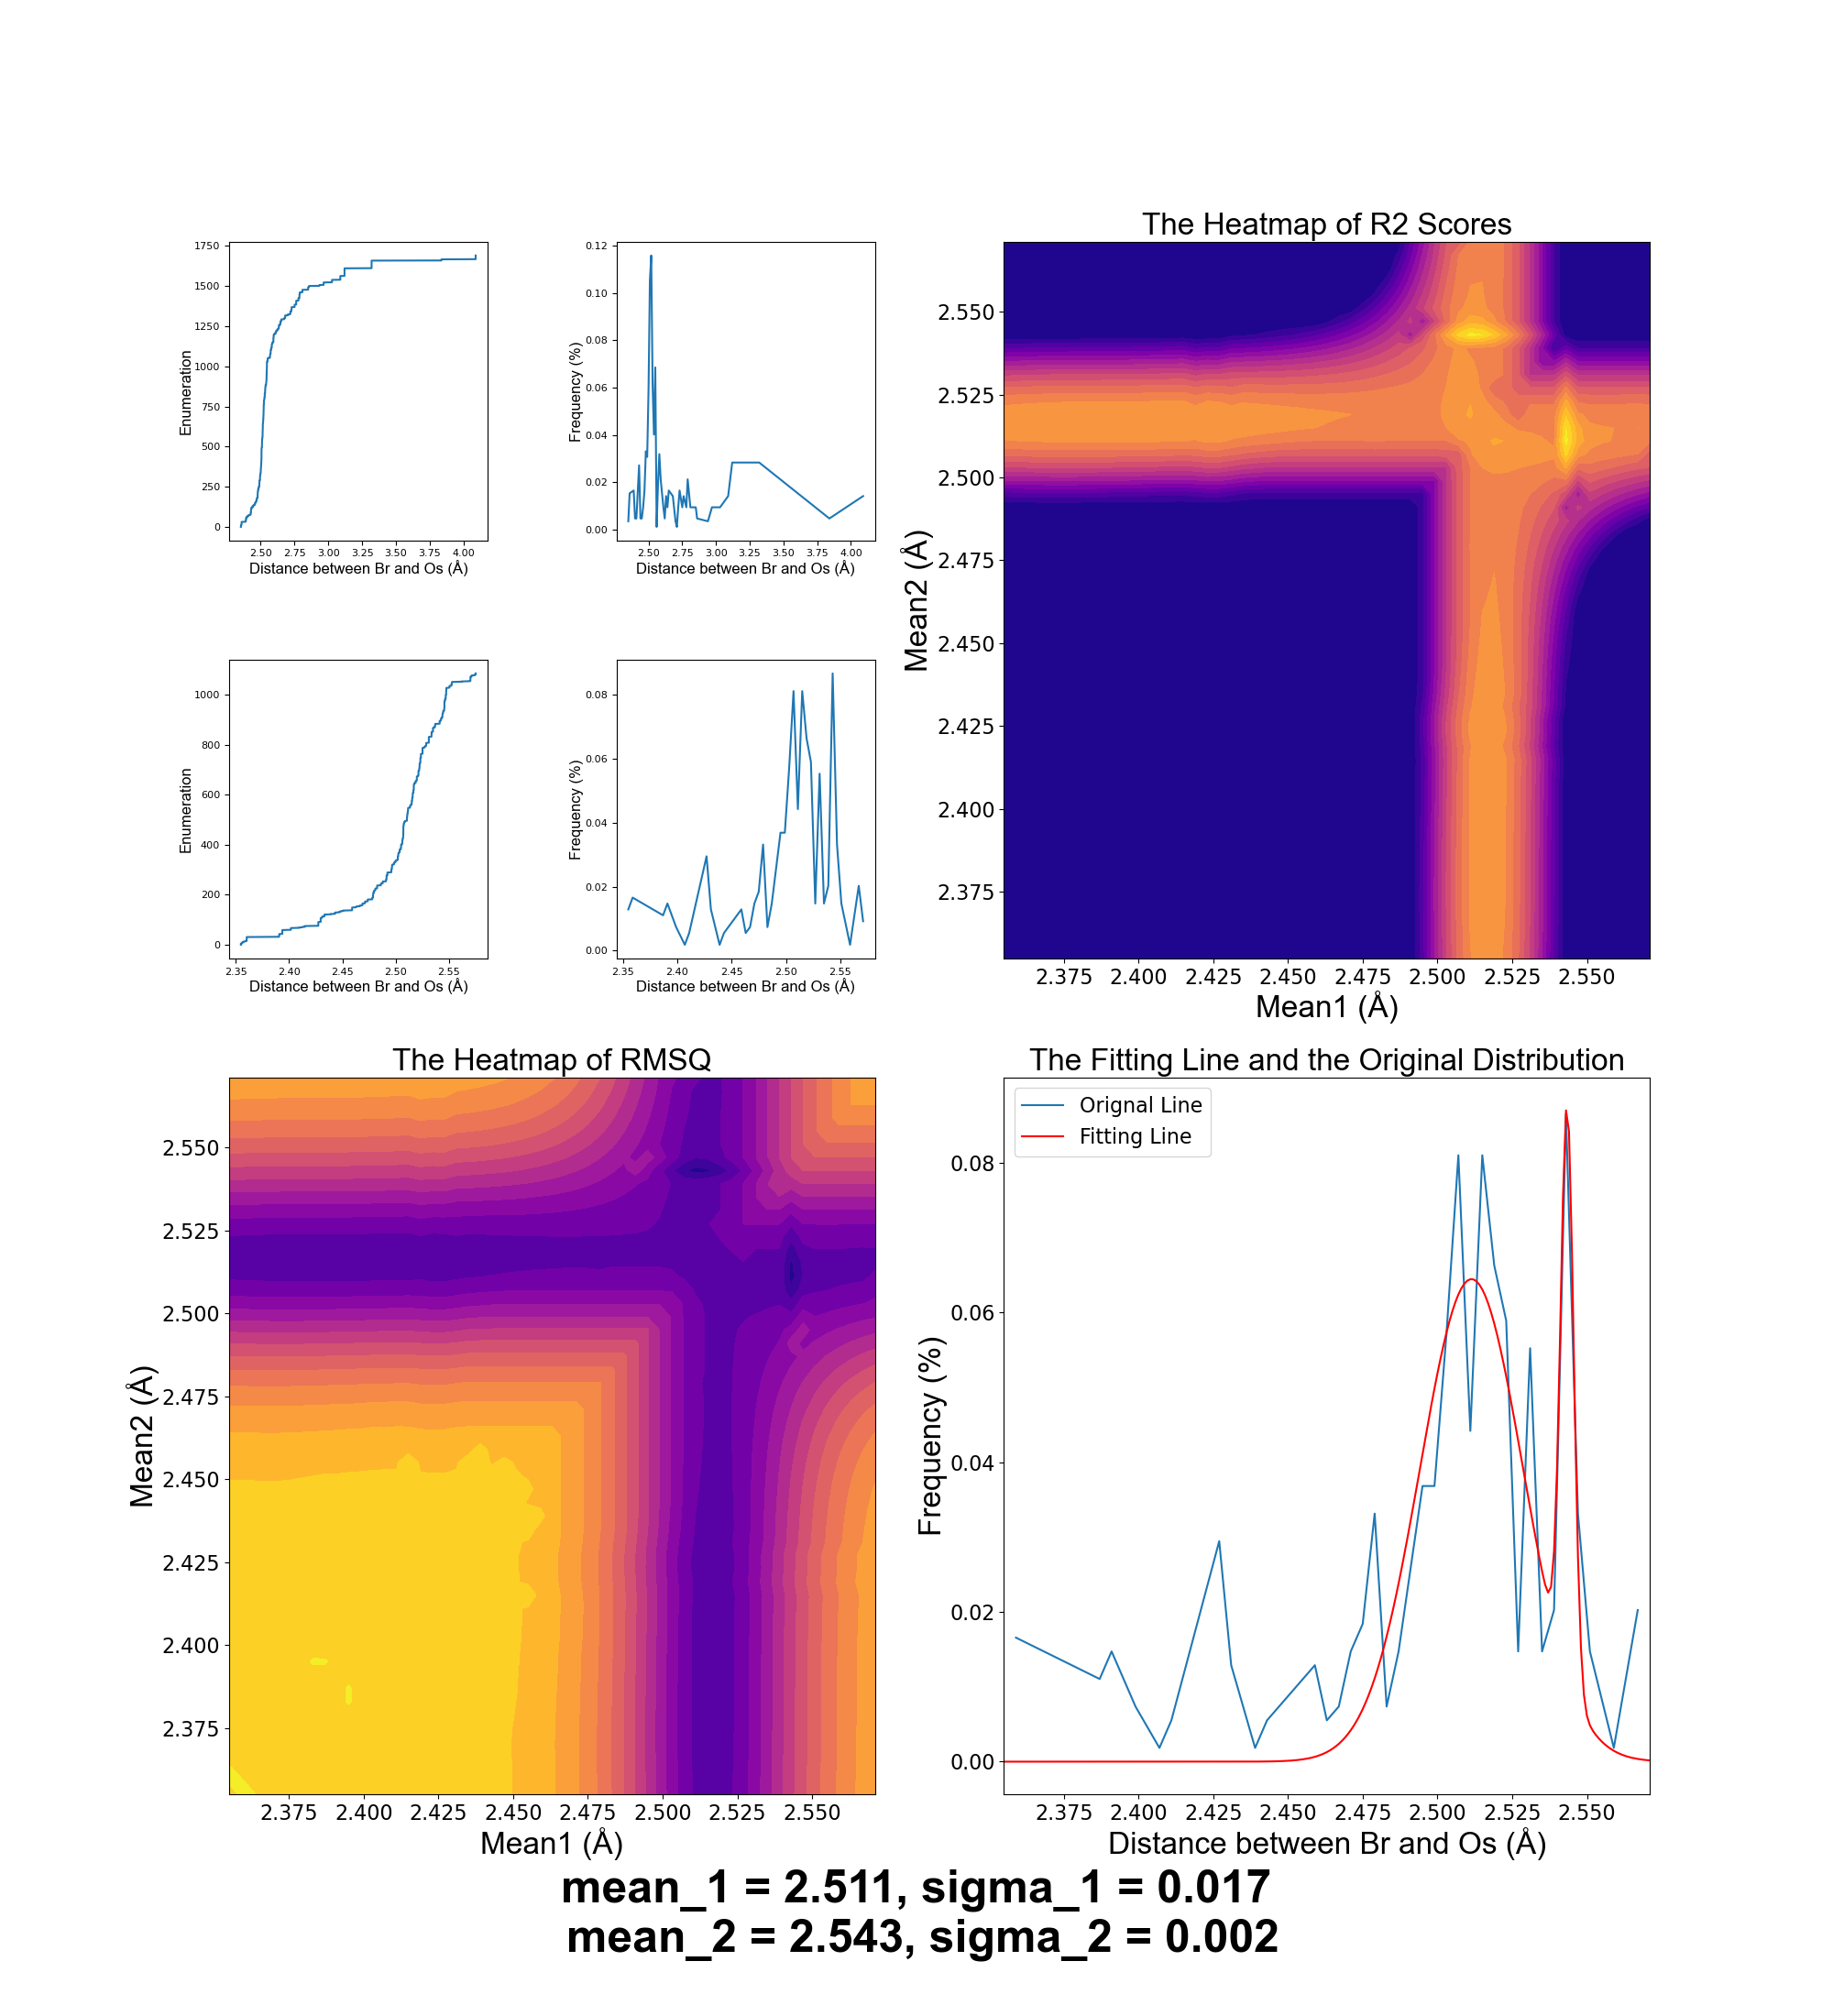 The Heatmap of R2 Scores
1750
1500
1250
1000
750
500
250
0
Enumeration
2.50 2.75 3.00 3.25 3.50 3.75 4.00
Distance between Br and Os (Å)
0.12
0.10
0.08
0.06
0.04
0.02
0.00
Frequency (%)
2.50 2.75 3.00 3.25 3.50 3.75 4.00
Distance between Br and Os (Å)
2.550
2.525
2.500
2.475
2.450
2.425
2.400
2.375
Mean2 (Å)
2.375 2.400 2.425 2.450 2.475 2.500 2.525 2.550
Mean1 (Å)
1000
800
600
400
200
0
Enumeration
2.35 2.40 2.45 2.50 2.55
Distance between Br and Os (Å)
0.08
0.06
0.04
0.02
0.00
Frequency (%)
2.35 2.40 2.45 2.50 2.55
Distance between Br and Os (Å)
The Heatmap of RMSQ
2.550
2.525
2.500
2.475
2.450
2.425
2.400
2.375
Mean2 (Å)
2.375 2.400 2.425 2.450 2.475 2.500 2.525 2.550
Mean1 (Å)
The Fitting Line and the Original Distribution
Orignal Line
Fitting Line
0.08
0.06
0.04
0.02
0.00
Frequency (%)
2.375 2.400 2.425 2.450 2.475 2.500 2.525 2.550
Distance between Br and Os (Å)
mean_1 = 2.511, sigma_1 = 0.017
mean_2 = 2.543, sigma_2 = 0.002